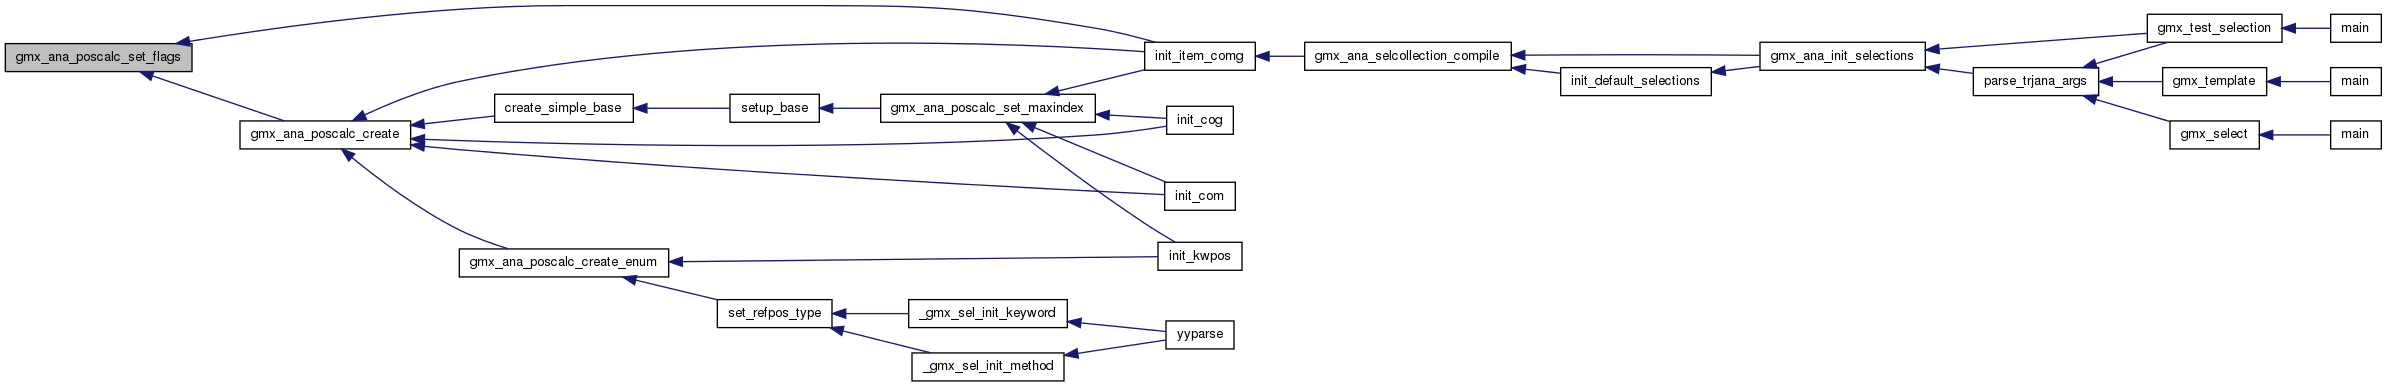 gmx_ana_poscalc_set_flags
gmx_ana_poscalc_create
create_simple_base
setup_base
gmx_ana_poscalc_set_maxindex
gmx_ana_poscalc_create_enum
set_refpos_type
_gmx_sel_init_keyword
_gmx_sel_init_method
init_item_comg
init_cog
init_com
init_kwpos
yyparse
gmx_ana_selcollection_compile
init_default_selections
gmx_ana_init_selections
parse_trjana_args
gmx_test_selection
main
gmx_template
main
gmx_select
main